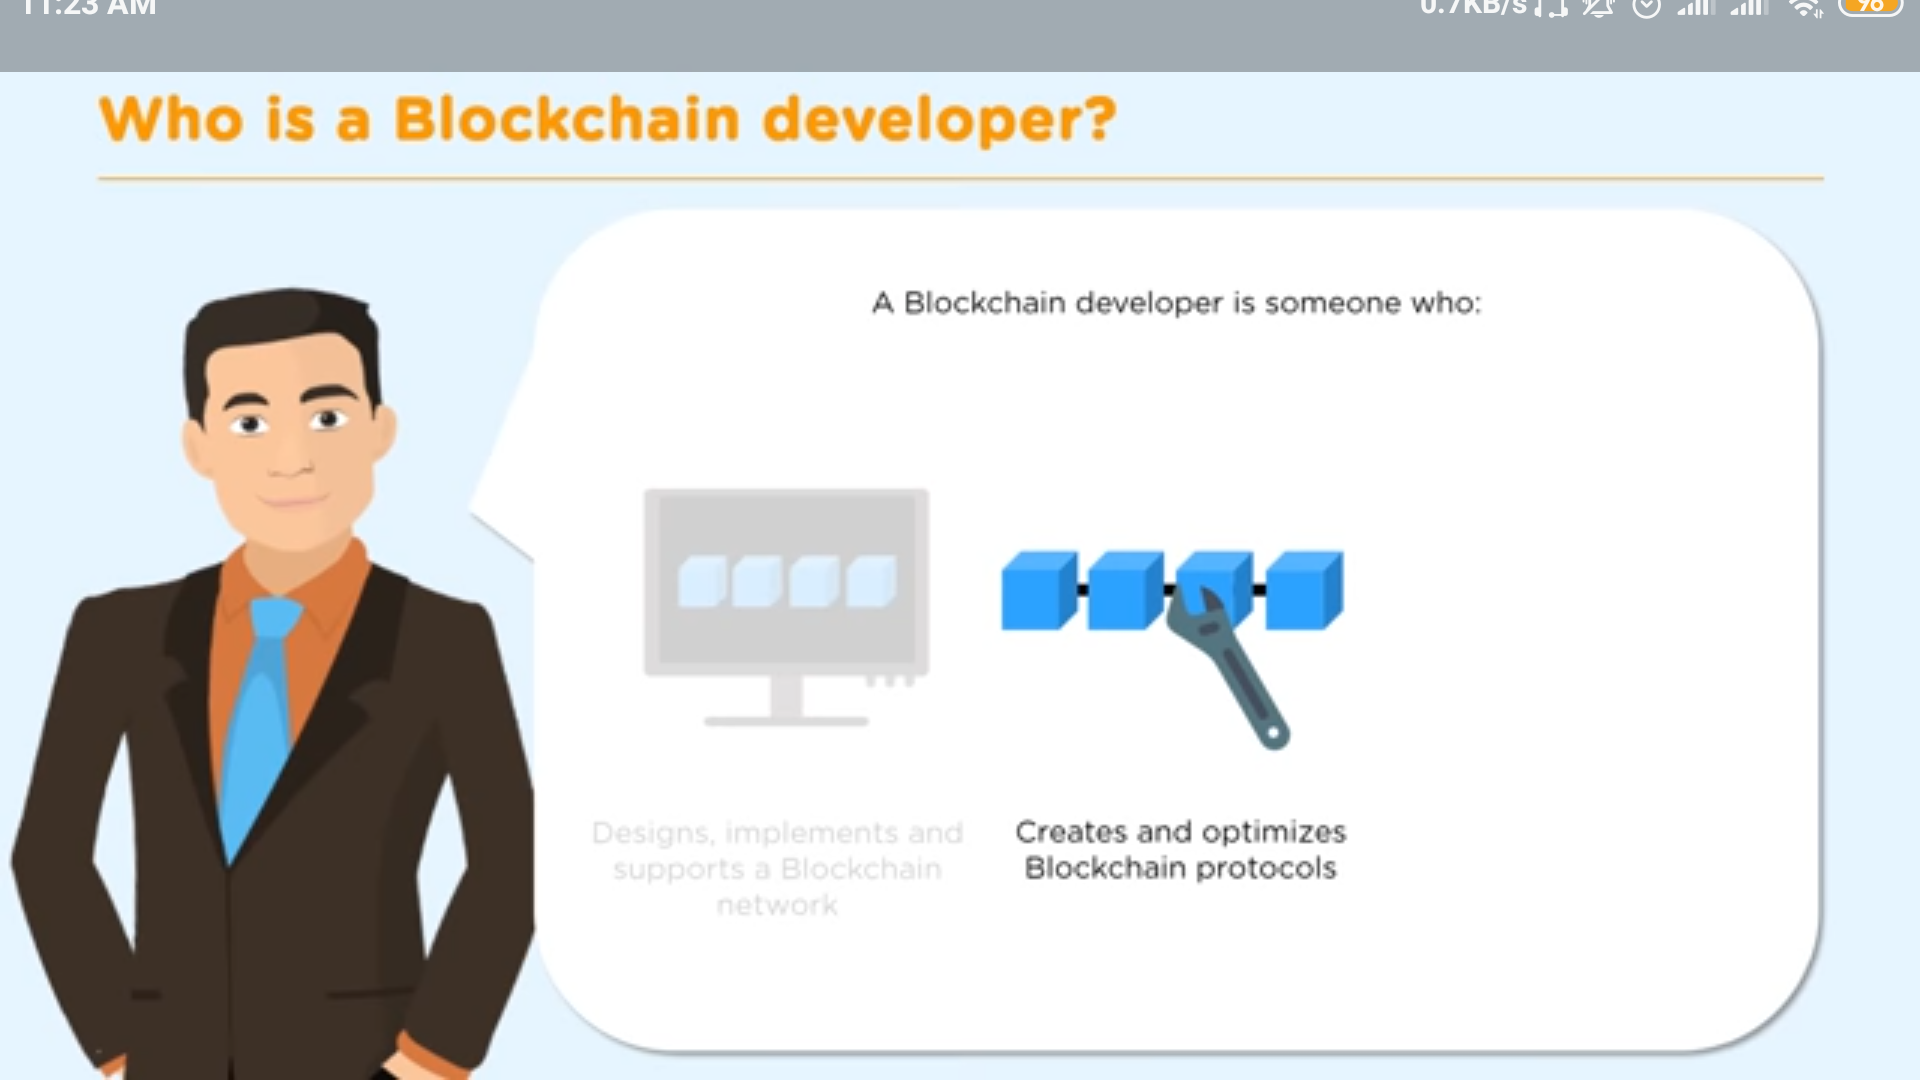 11:23 AM
0.7KB/s
96
Who is a Blockchain developer?
A Blockchain developer is someone who:
Designs, implements and
supports a Blockchain
network
Creates and optimizes
Blockchain protocols